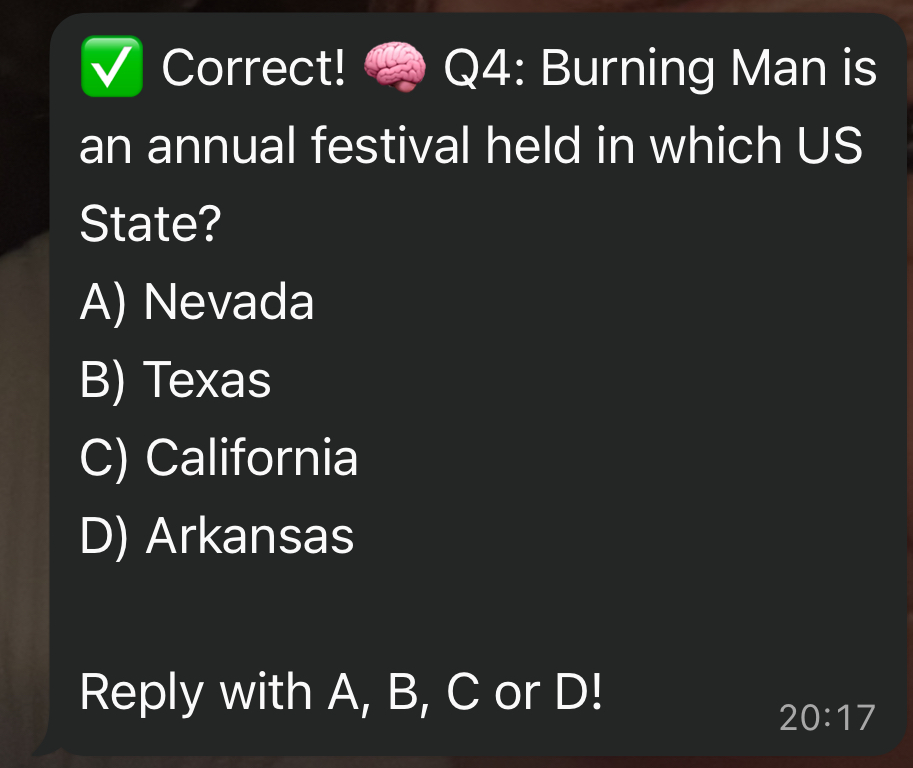 ✅ Correct! 🧠 Q4: Burning Man is
an annual festival held in which US
State?
A) Nevada
B) Texas
C) California
D) Arkansas
Reply with A, B, C or D!
20:17